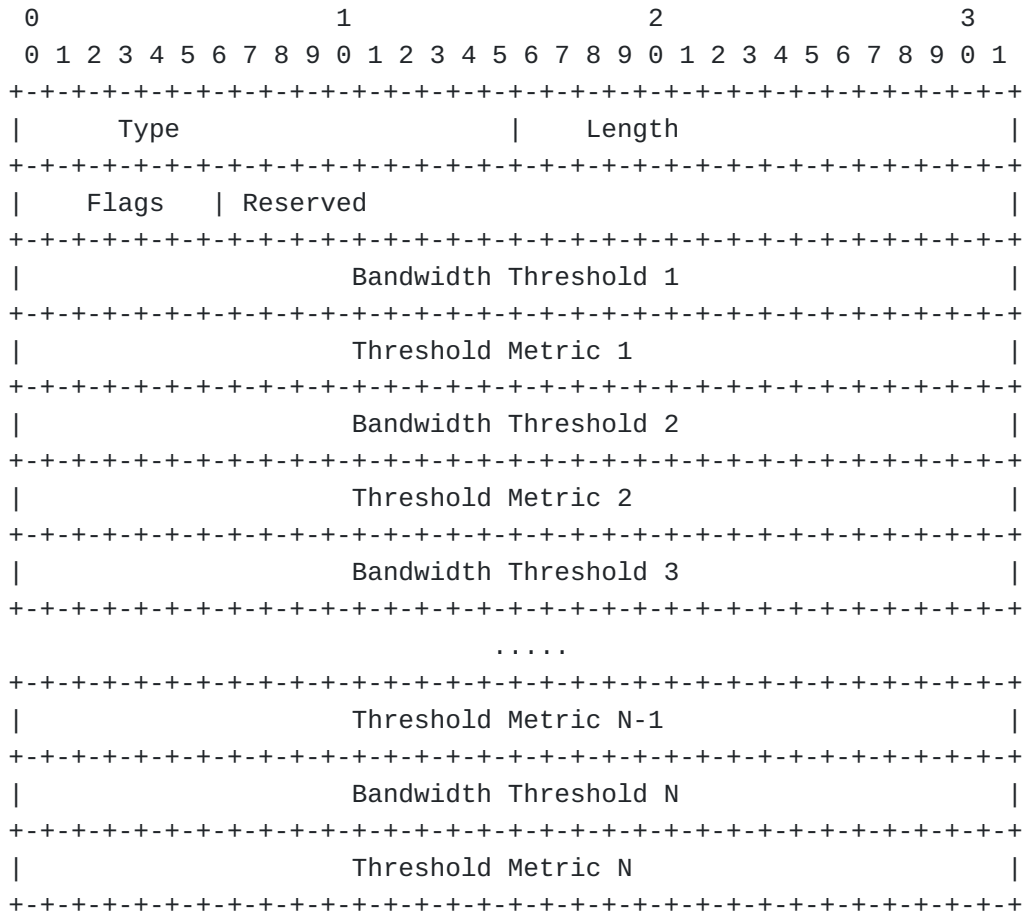 0                   1                   2                   3
 0 1 2 3 4 5 6 7 8 9 0 1 2 3 4 5 6 7 8 9 0 1 2 3 4 5 6 7 8 9 0 1
+-+-+-+-+-+-+-+-+-+-+-+-+-+-+-+-+-+-+-+-+-+-+-+-+-+-+-+-+-+-+-+-+
|      Type                     |    Length                     |
+-+-+-+-+-+-+-+-+-+-+-+-+-+-+-+-+-+-+-+-+-+-+-+-+-+-+-+-+-+-+-+-+
|    Flags   | Reserved                                         |
+-+-+-+-+-+-+-+-+-+-+-+-+-+-+-+-+-+-+-+-+-+-+-+-+-+-+-+-+-+-+-+-+
|                     Bandwidth Threshold 1                     |
+-+-+-+-+-+-+-+-+-+-+-+-+-+-+-+-+-+-+-+-+-+-+-+-+-+-+-+-+-+-+-+-+
|                     Threshold Metric 1                        |
+-+-+-+-+-+-+-+-+-+-+-+-+-+-+-+-+-+-+-+-+-+-+-+-+-+-+-+-+-+-+-+-+
|                     Bandwidth Threshold 2                     |
+-+-+-+-+-+-+-+-+-+-+-+-+-+-+-+-+-+-+-+-+-+-+-+-+-+-+-+-+-+-+-+-+
|                     Threshold Metric 2                        |
+-+-+-+-+-+-+-+-+-+-+-+-+-+-+-+-+-+-+-+-+-+-+-+-+-+-+-+-+-+-+-+-+
|                     Bandwidth Threshold 3                     |
+-+-+-+-+-+-+-+-+-+-+-+-+-+-+-+-+-+-+-+-+-+-+-+-+-+-+-+-+-+-+-+-+
                               .....
+-+-+-+-+-+-+-+-+-+-+-+-+-+-+-+-+-+-+-+-+-+-+-+-+-+-+-+-+-+-+-+-+
|                     Threshold Metric N-1                      |
+-+-+-+-+-+-+-+-+-+-+-+-+-+-+-+-+-+-+-+-+-+-+-+-+-+-+-+-+-+-+-+-+
|                     Bandwidth Threshold N                     |
+-+-+-+-+-+-+-+-+-+-+-+-+-+-+-+-+-+-+-+-+-+-+-+-+-+-+-+-+-+-+-+-+
|                     Threshold Metric N                        |
+-+-+-+-+-+-+-+-+-+-+-+-+-+-+-+-+-+-+-+-+-+-+-+-+-+-+-+-+-+-+-+-+